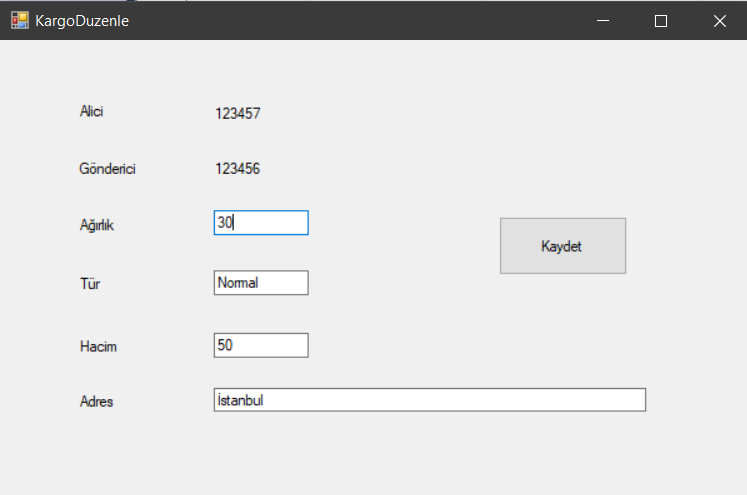 KargoDuzenle
Alici 123457
Gönderici 123456
Ağırlık 30
Kaydet
Tür Normal
Hacim 50
Adres İstanbul